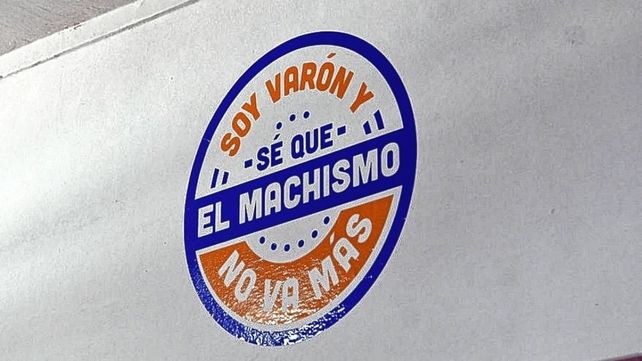 SOY VARÓN Y
-SÉ QUE-
EL MACHISMO
NO VA MÁS